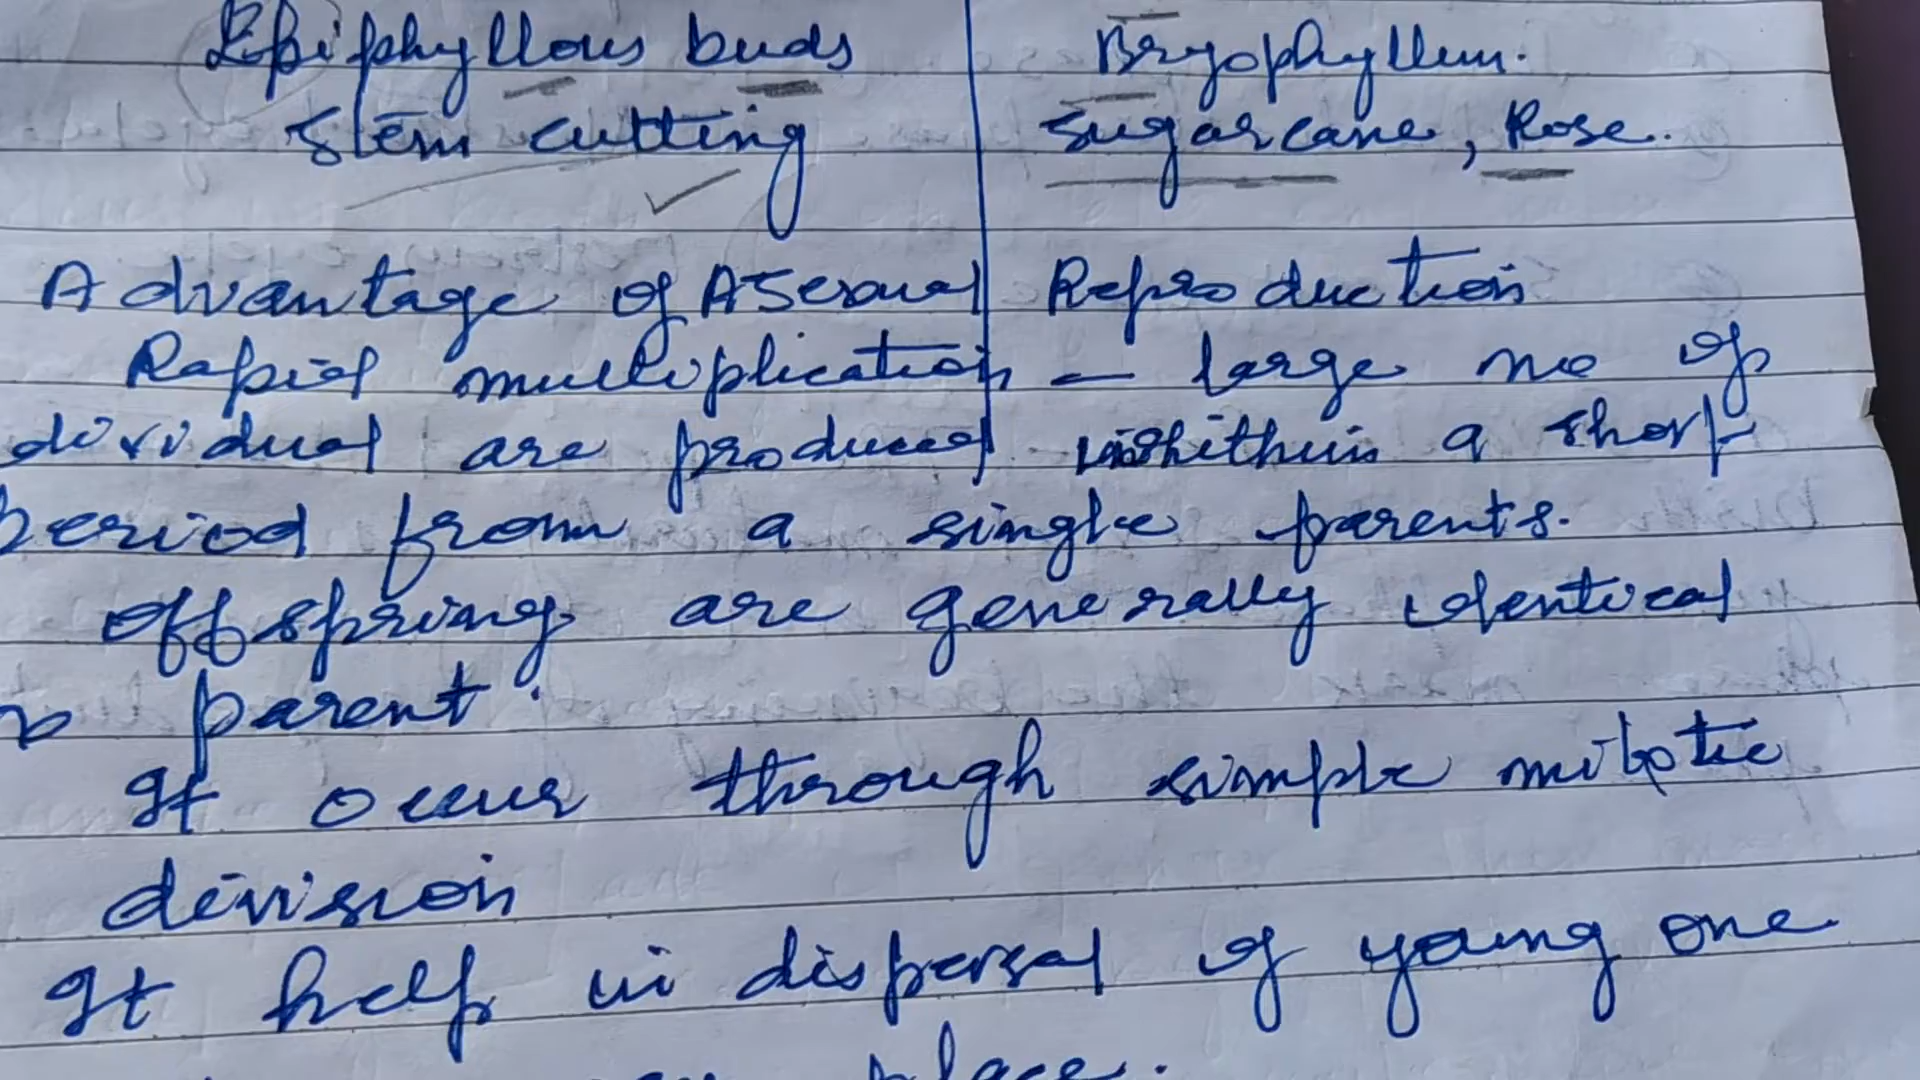 Epiphyllous buds Bryophyllum.
Stem cutting Sugarcane, Rose.
Advantage of ASexual Reproduction
Rapid multiplication – large no of
dividual are produced within a short
period from a single parents.
Offspring are generally identical
to parent.
It occur through simple mitotic
division
It help in dispersal of young one
place.